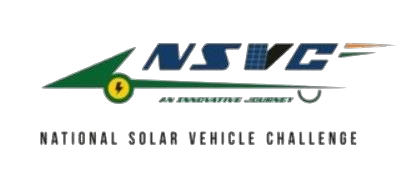 NSVC
AN INNOVATIVE JOURNEY
NATIONAL SOLAR VEHICLE CHALLENGE